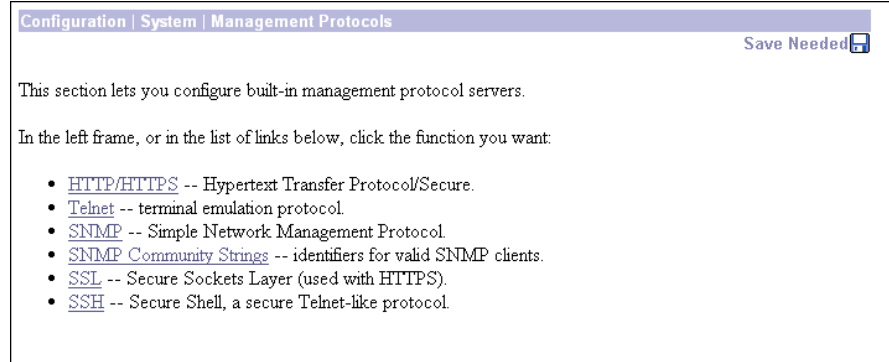 Configuration | System | Management Protocols
Save Needed
This section lets you configure built-in management protocol servers.
In the left frame, or in the list of links below, click the function you want:
• HTTP/HTTPS -- Hypertext Transfer Protocol/Secure.
• Telnet -- terminal emulation protocol.
• SNMP -- Simple Network Management Protocol.
• SNMP Community Strings -- identifiers for valid SNMP clients.
• SSL -- Secure Sockets Layer (used with HTTPS).
• SSH -- Secure Shell, a secure Telnet-like protocol.